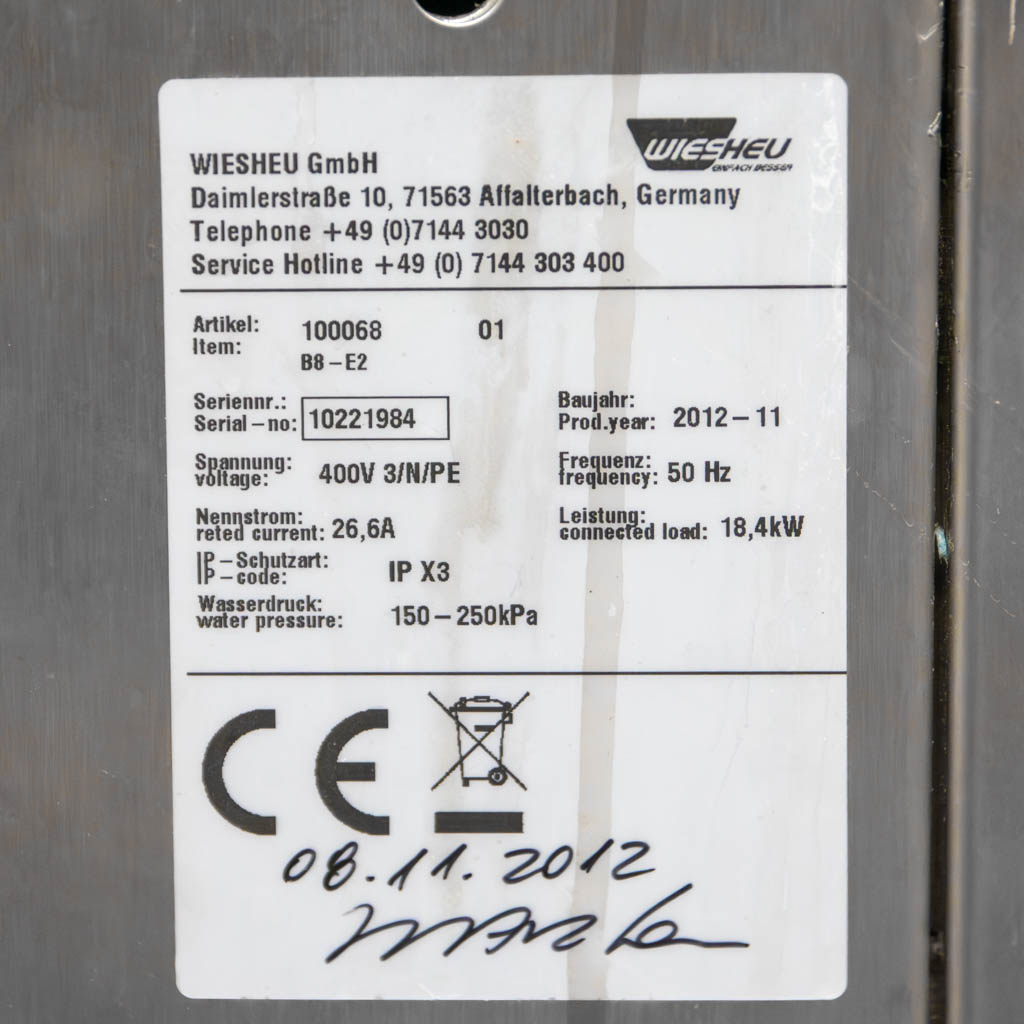 WIESHEU
EINFACH BESSER
WIESHEU GmbH
Daimlerstraße 10, 71563 Affalterbach, Germany
Telephone +49 (0)7144 3030
Service Hotline +49 (0) 7144 303 400
Artikel: 100068 01
Item: B8-E2
Seriennr.:
Serial-no: 10221984
Baujahr:
Prod.year: 2012-11
Spannung:
voltage: 400V 3/N/PE
Frequenz:
frequency: 50 Hz
Nennstrom:
reted current: 26,6A
Leistung:
connected load: 18,4kW
IP-Schutzart:
IP-code: IP X3
Wasserdruck:
water pressure: 150-250kPa
CE
08.11.2012